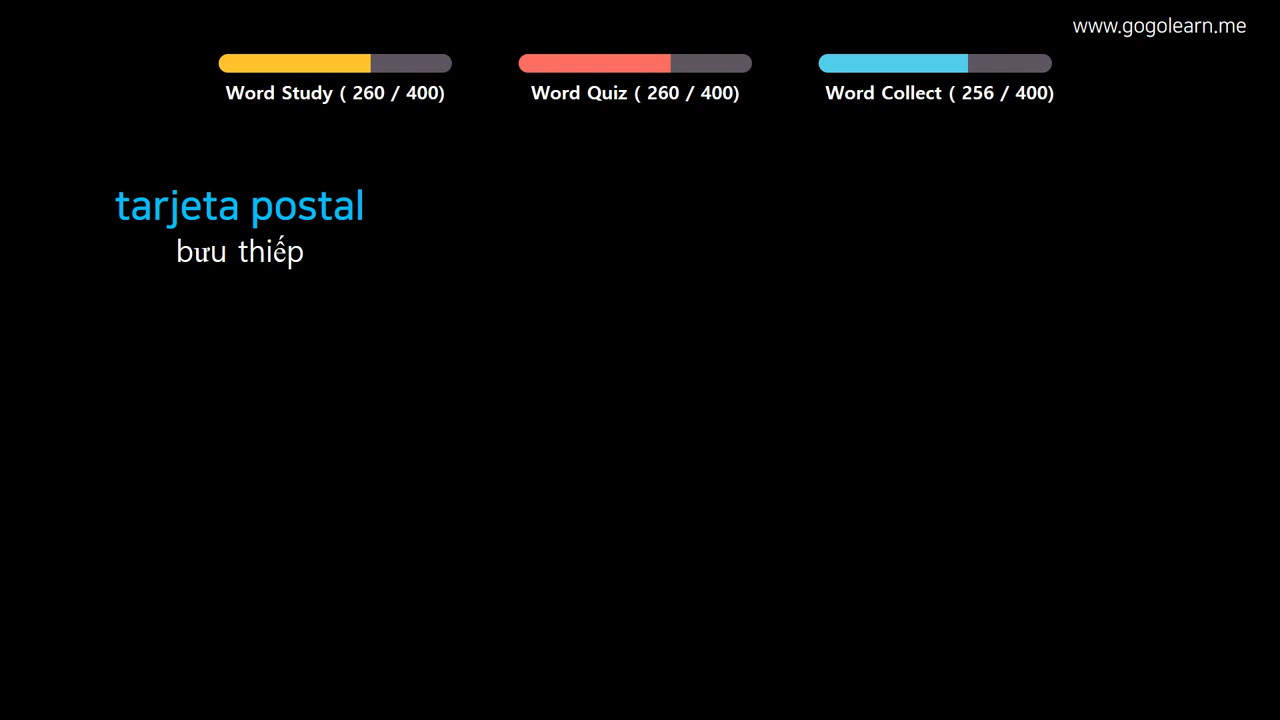 www.gogolearn.me
Word Study ( 260 / 400)
Word Quiz ( 260 / 400)
Word Collect ( 256 / 400)
tarjeta postal
bưu thiếp